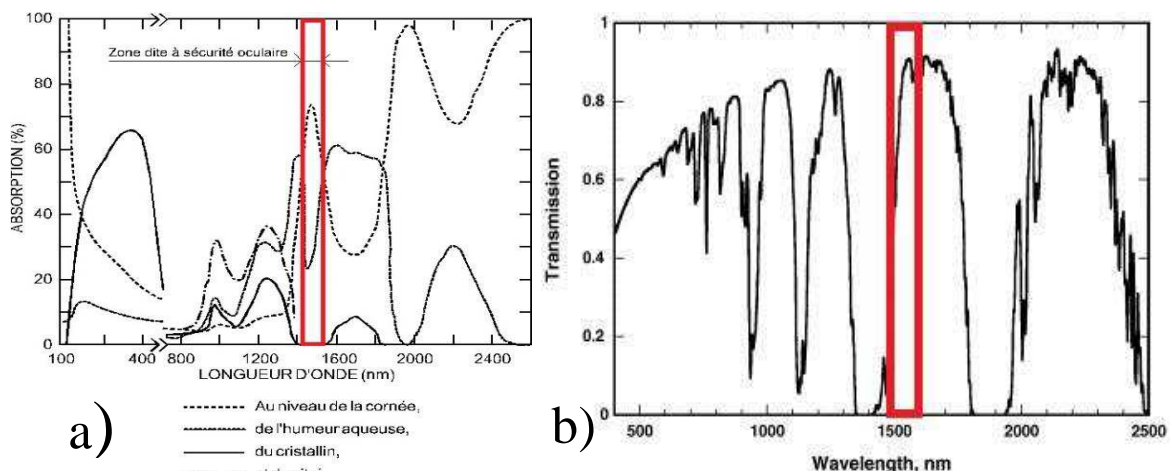 100
80
60
40
20
0
ABSORPTION (%)
Zone dite à sécurité oculaire
100 400 800 1200 1600 2000 2400
LONGUEUR D'ONDE (nm)
Au niveau de la cornée,
de l'humeur aqueuse,
du cristallin,
a)
1
0.8
0.6
0.4
0.2
0
Transmission
500 1000 1500 2000 2500
Wavelength, nm
b)